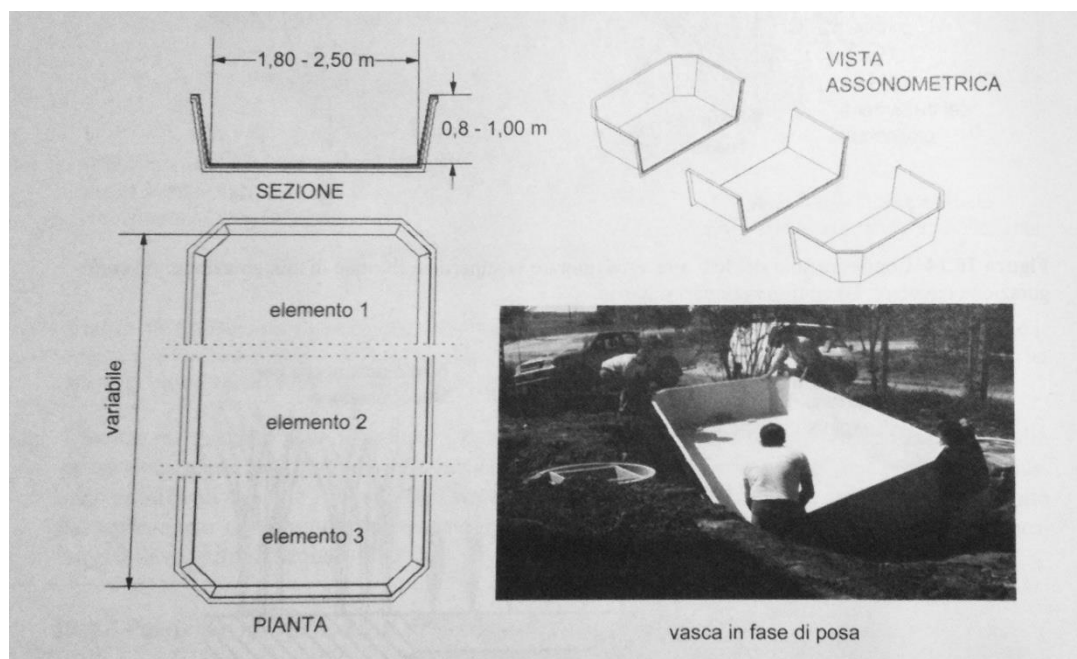 1,80 - 2,50 m
0,8 - 1,00 m
SEZIONE
VISTA
ASSONOMETRICA
variabile
elemento 1
elemento 2
elemento 3
PIANTA
vasca in fase di posa